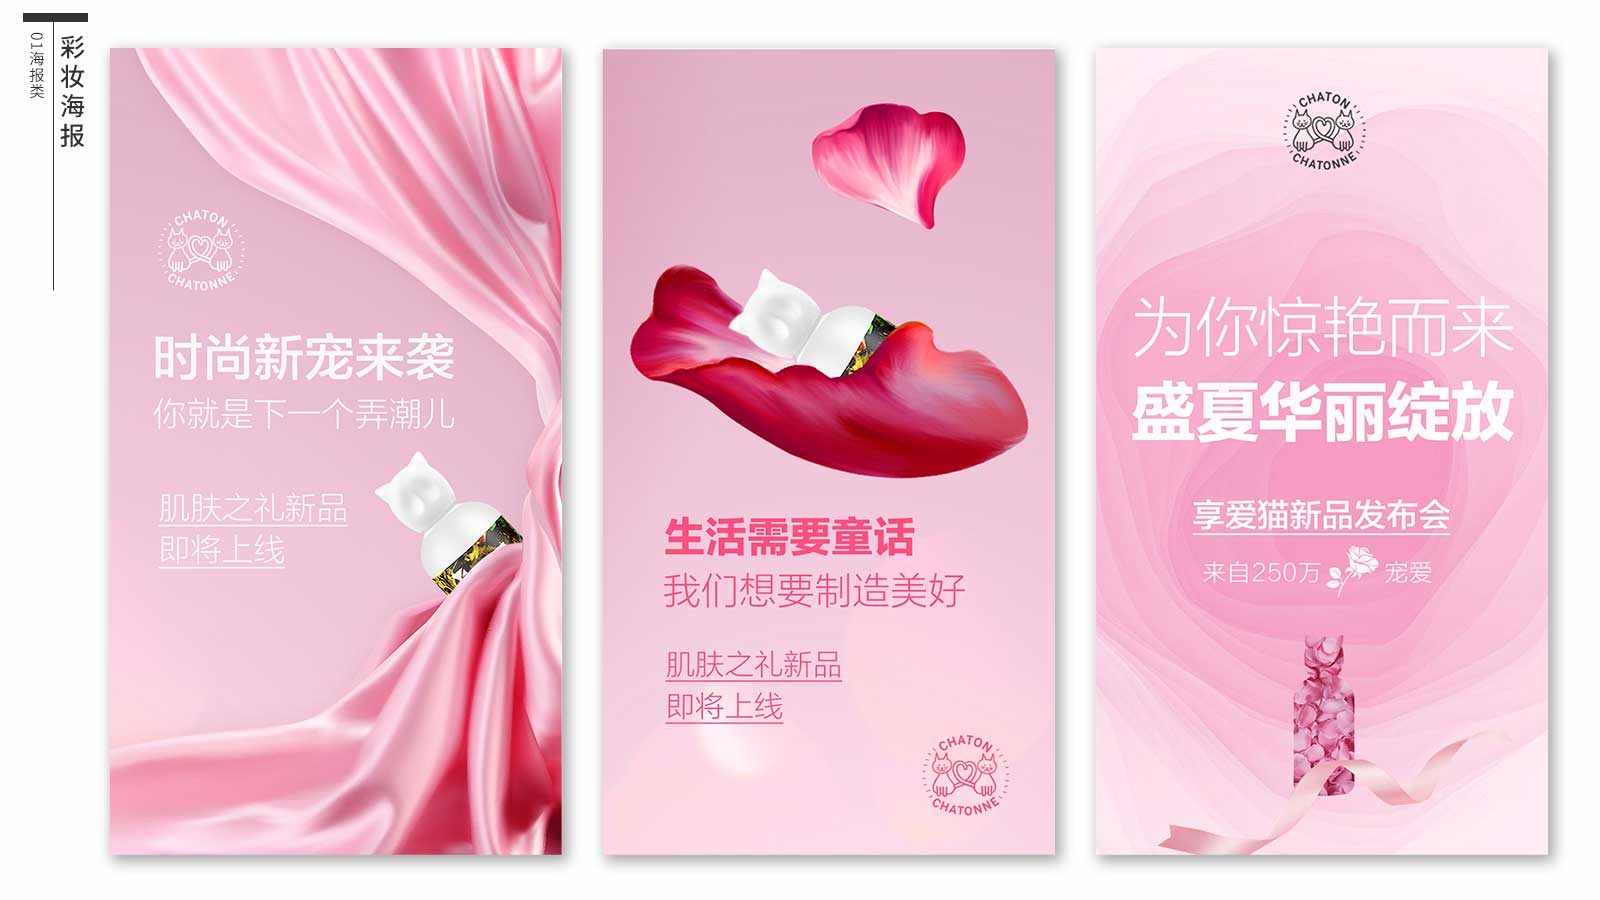 彩妆海报
01海报类
CHATON
CHATONNE
时尚新宠来袭
你就是下一个弄潮儿
肌肤之礼新品
即将上线
生活需要童话
我们想要制造美好
肌肤之礼新品
即将上线
CHATON
CHATONNE
CHATON
CHATONNE
为你惊艳而来
盛夏华丽绽放
享爱猫新品发布会
来自250万 宠爱